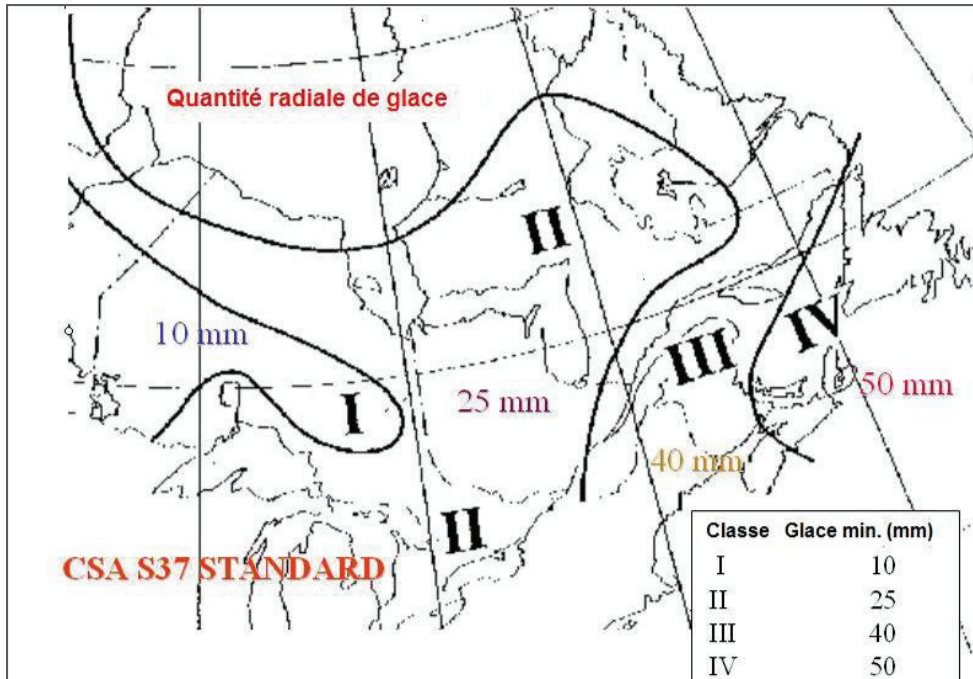 Quantité radiale de glace
II
10 mm
IV
III
50 mm
I
25 mm
40 mm
II
CSA S37 STANDARD
Classe Glace min. (mm)
I 10
II 25
III 40
IV 50